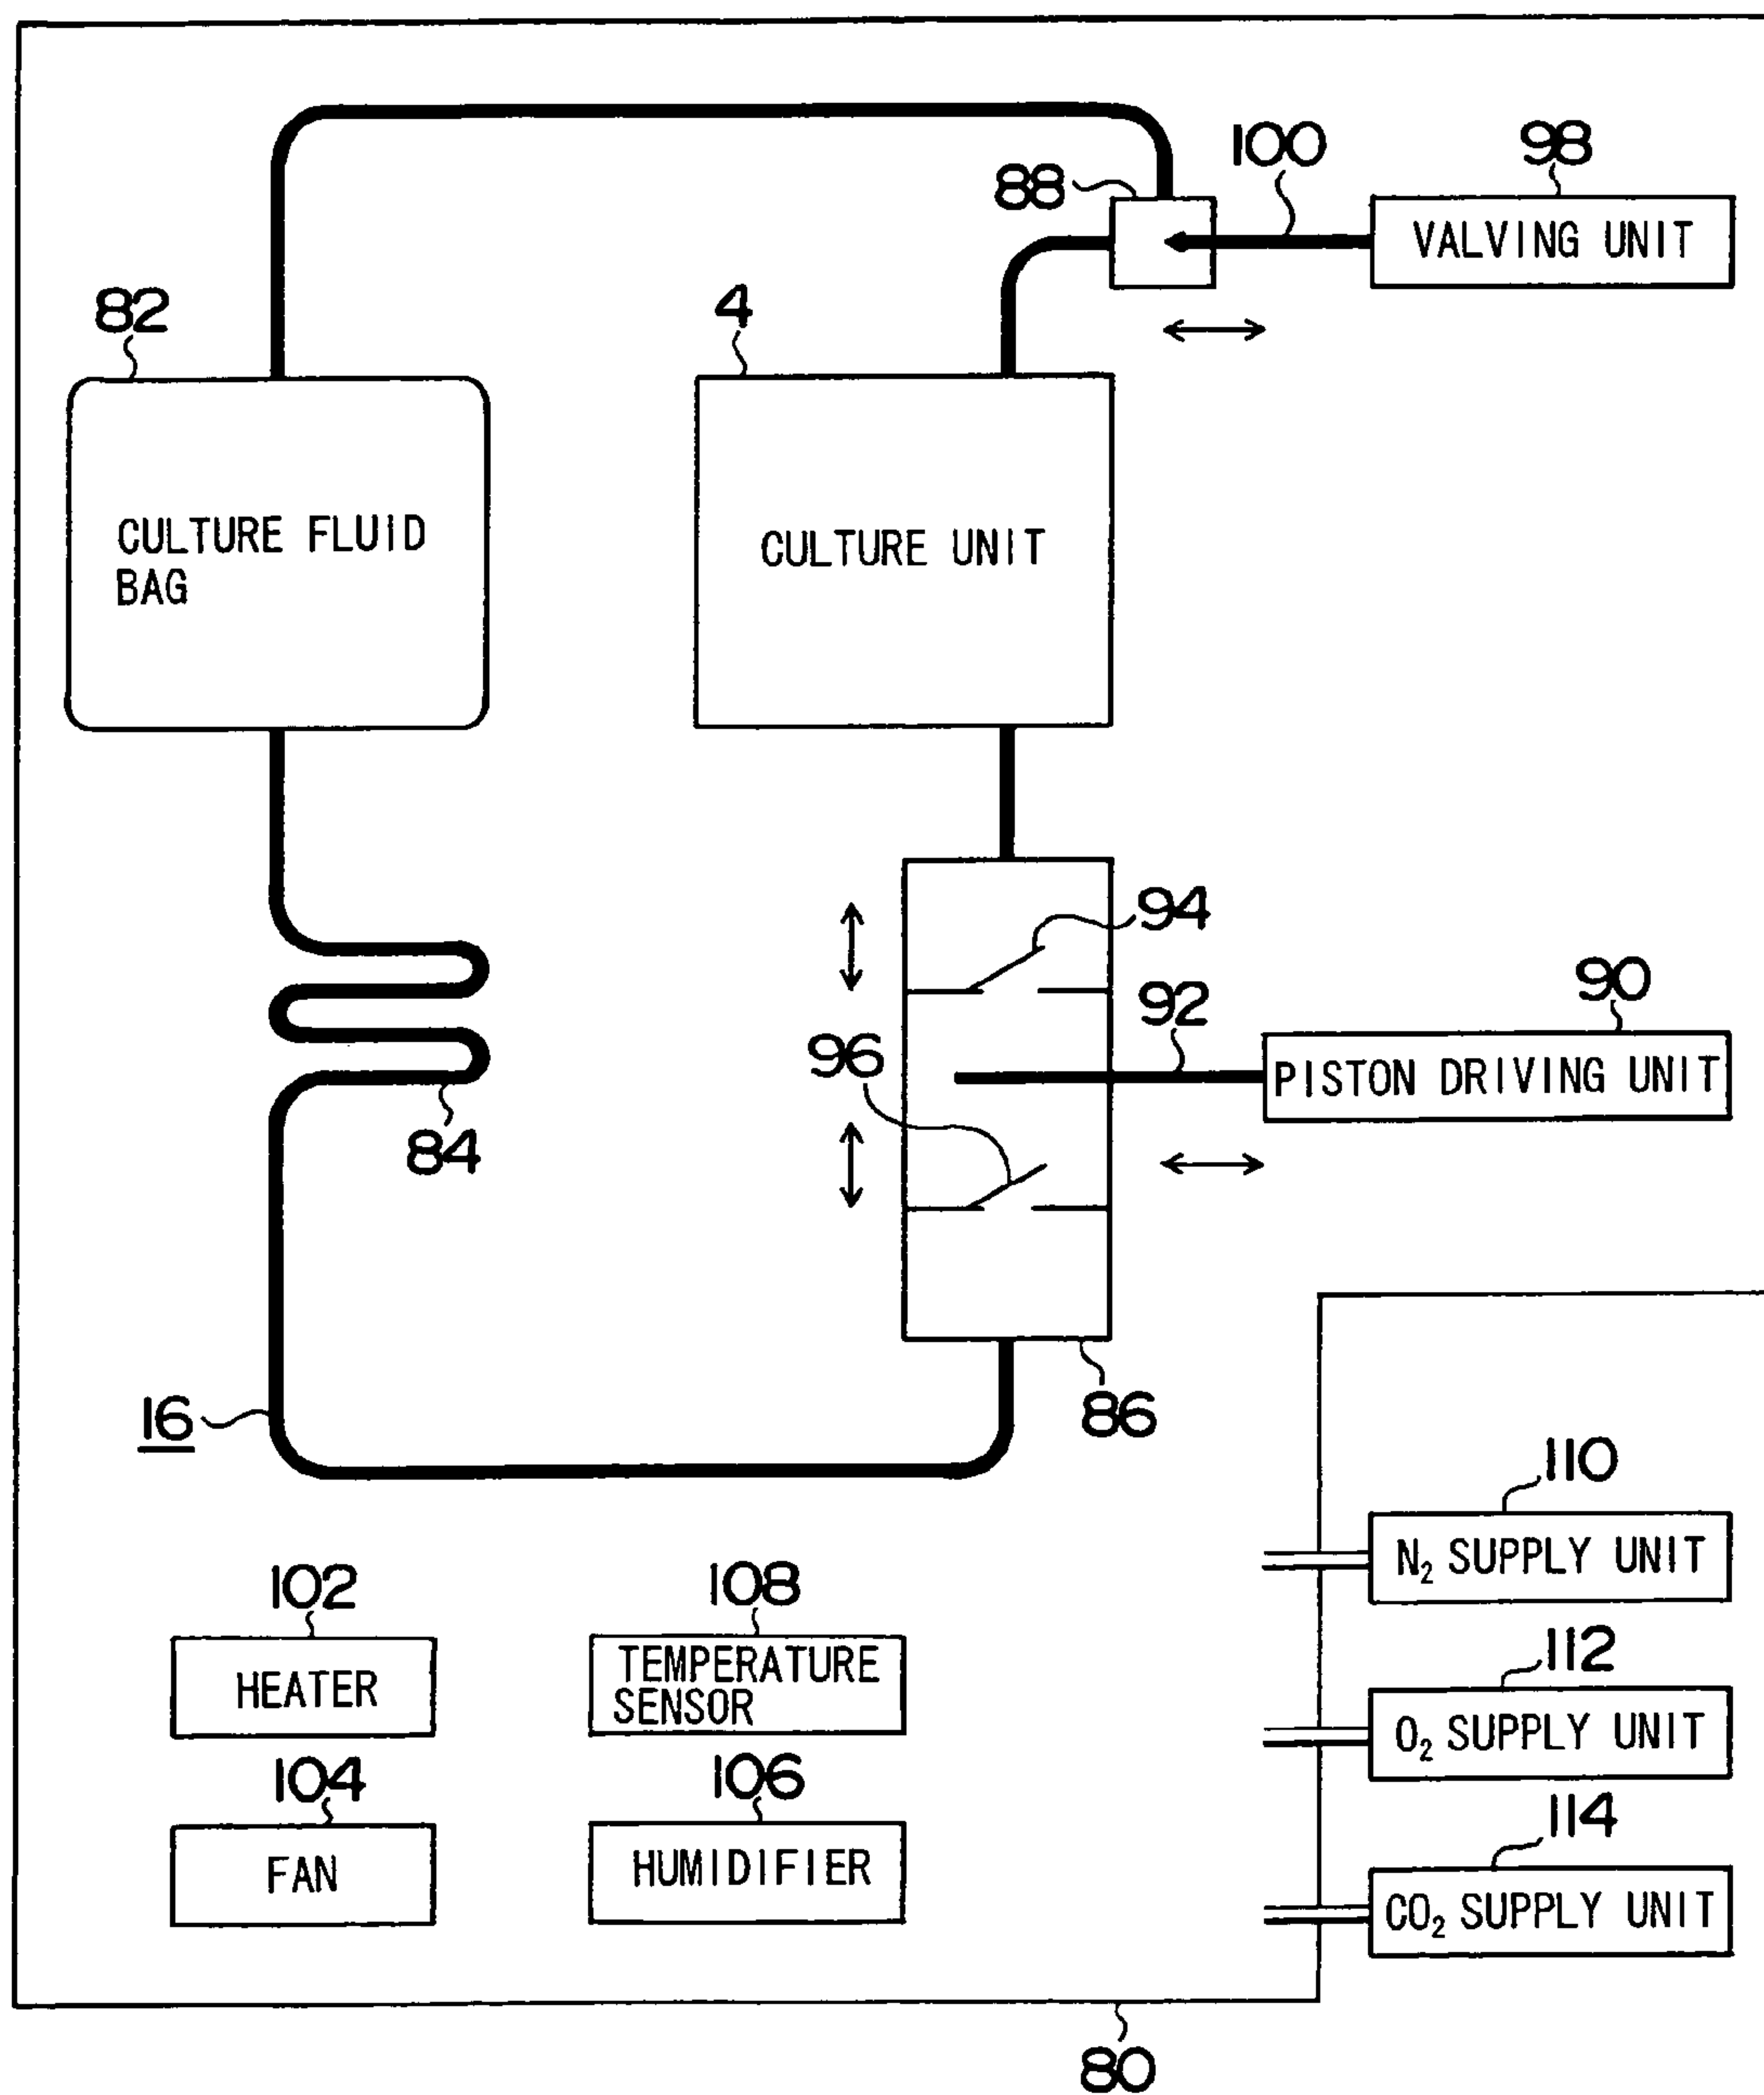 100
98
88
VALVING UNIT
82
4
CULTURE FLUID
BAG
CULTURE UNIT
94
90
92
96
PISTON DRIVING UNIT
84
16
86
110
N₂ SUPPLY UNIT
102
108
HEATER
TEMPERATURE
SENSOR
112
O₂ SUPPLY UNIT
104
106
FAN
HUMIDIFIER
114
CO₂ SUPPLY UNIT
80